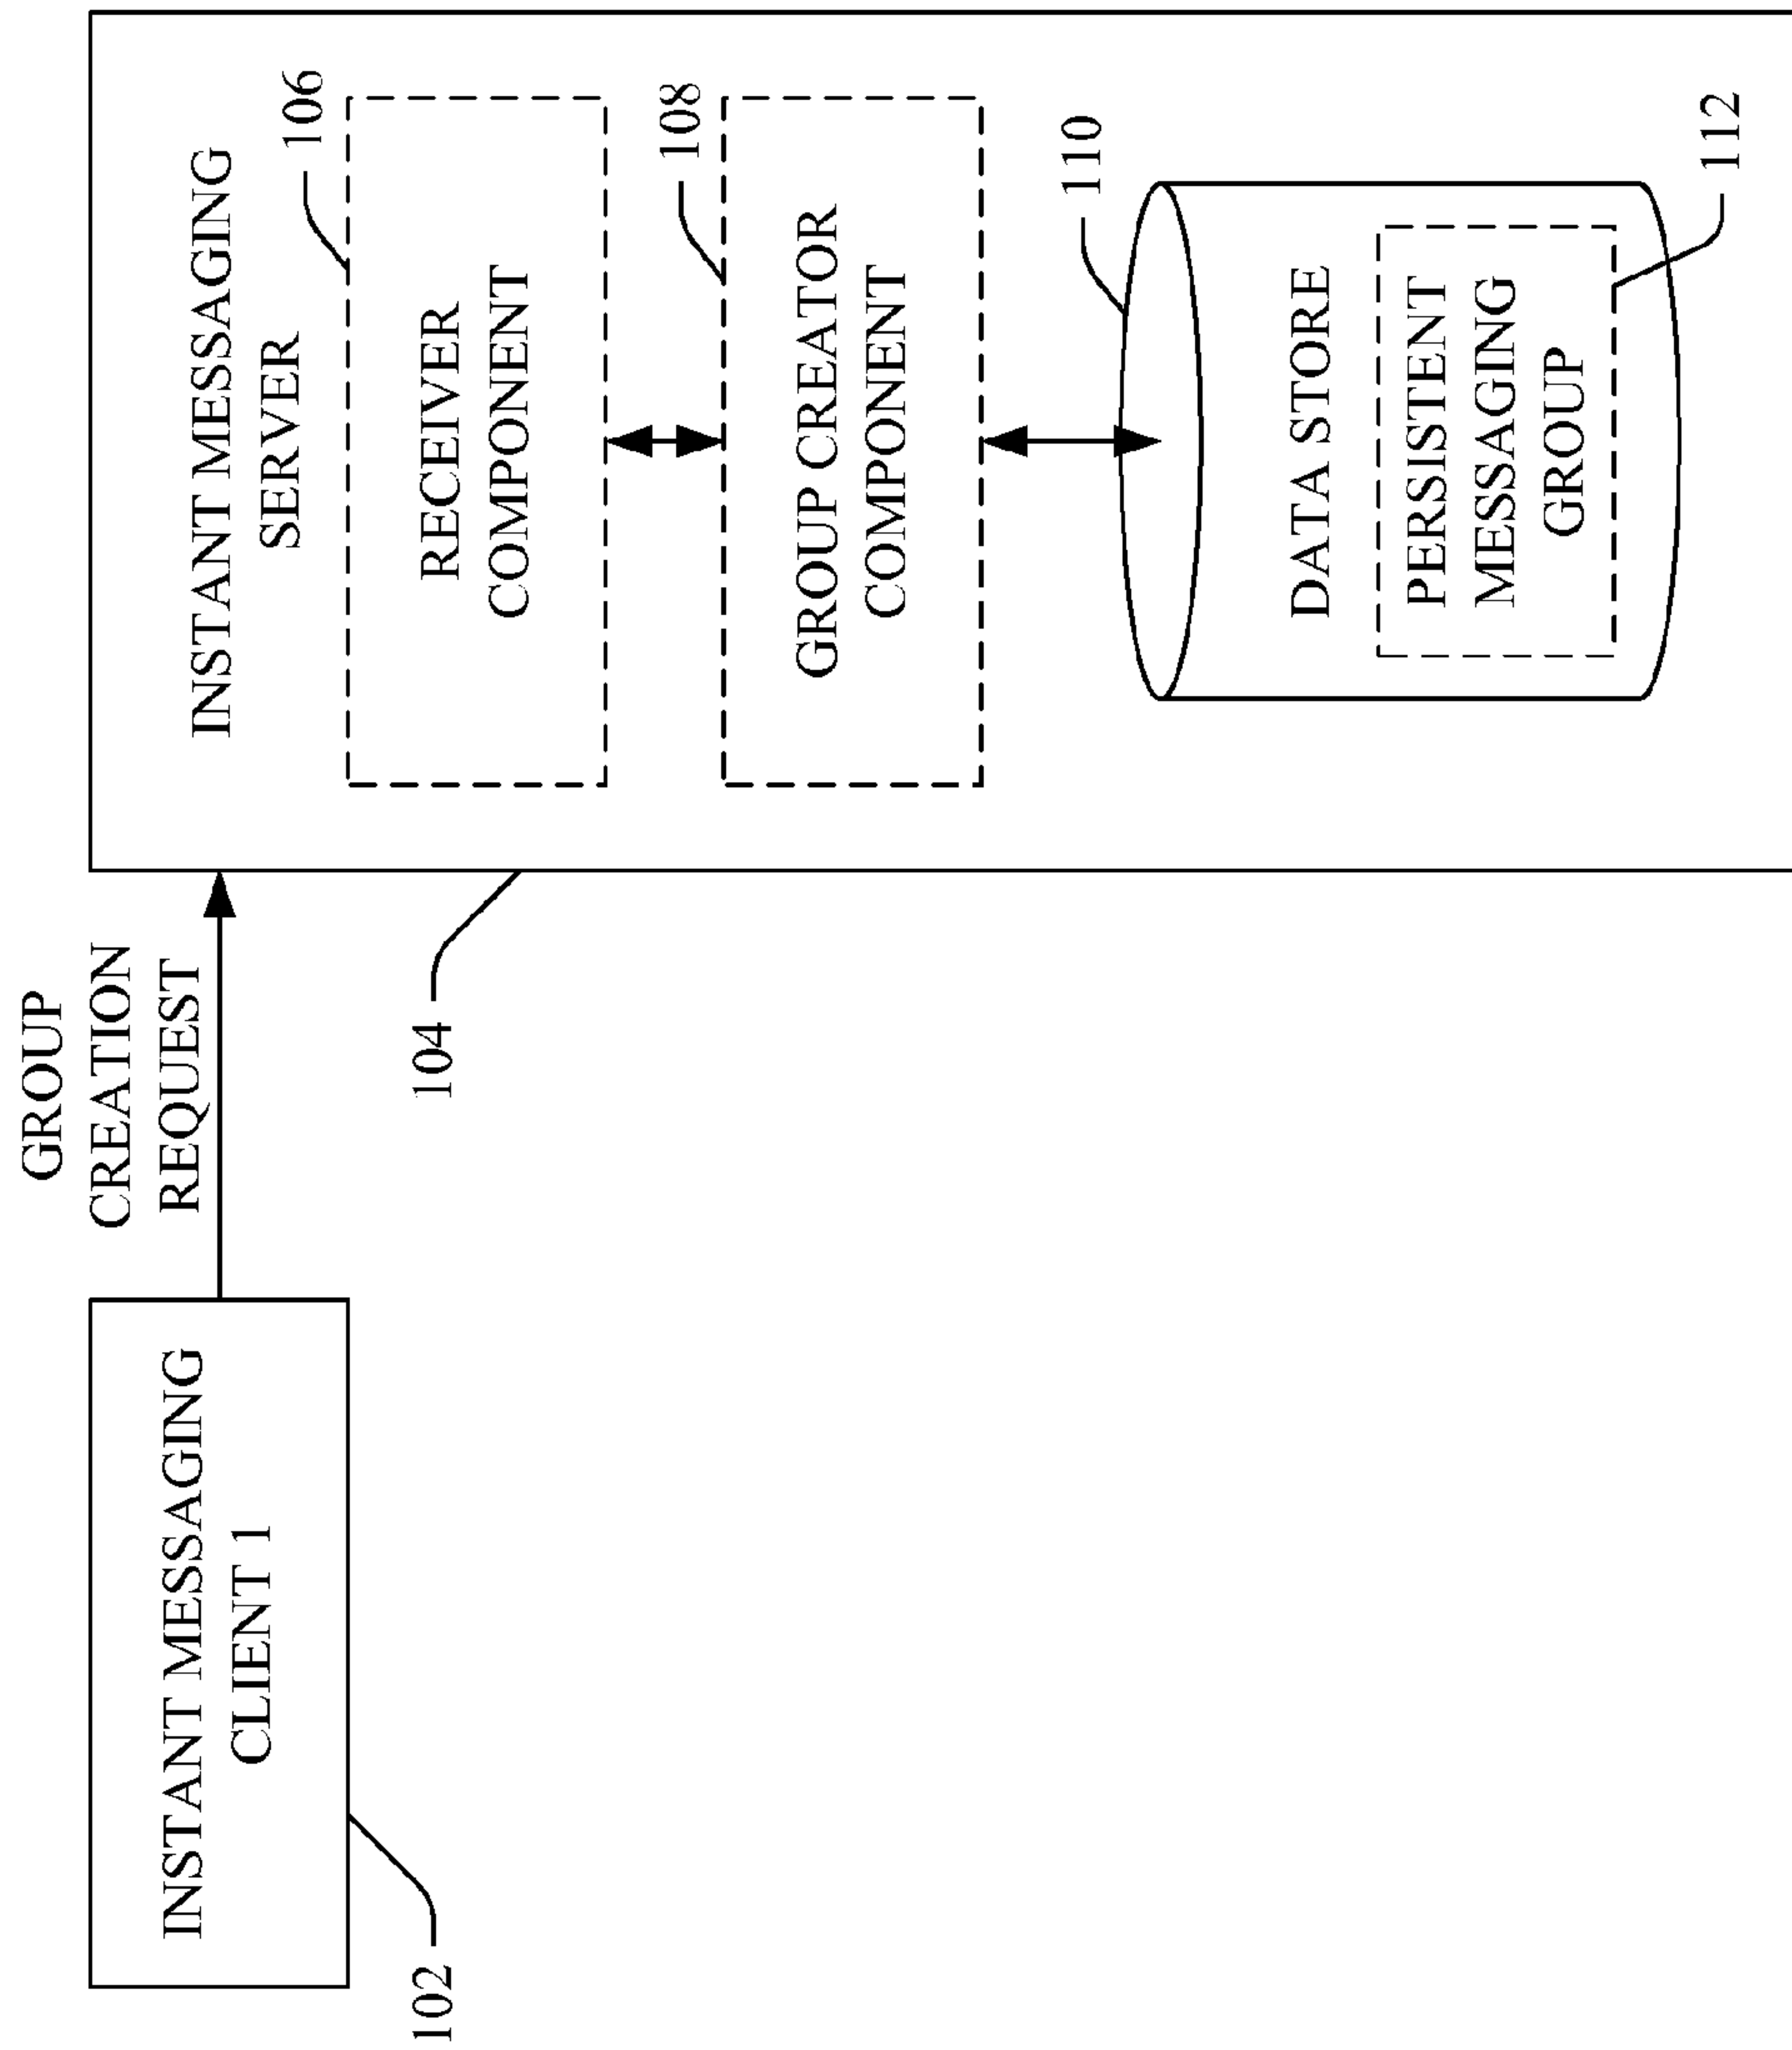 INSTANT MESSAGING
CLIENT 1
102
GROUP
CREATION
REQUEST
104
INSTANT MESSAGING
SERVER
106
RECEIVER
COMPONENT
108
GROUP CREATOR
COMPONENT
110
DATA STORE
PERSISTENT
MESSAGING
GROUP
112